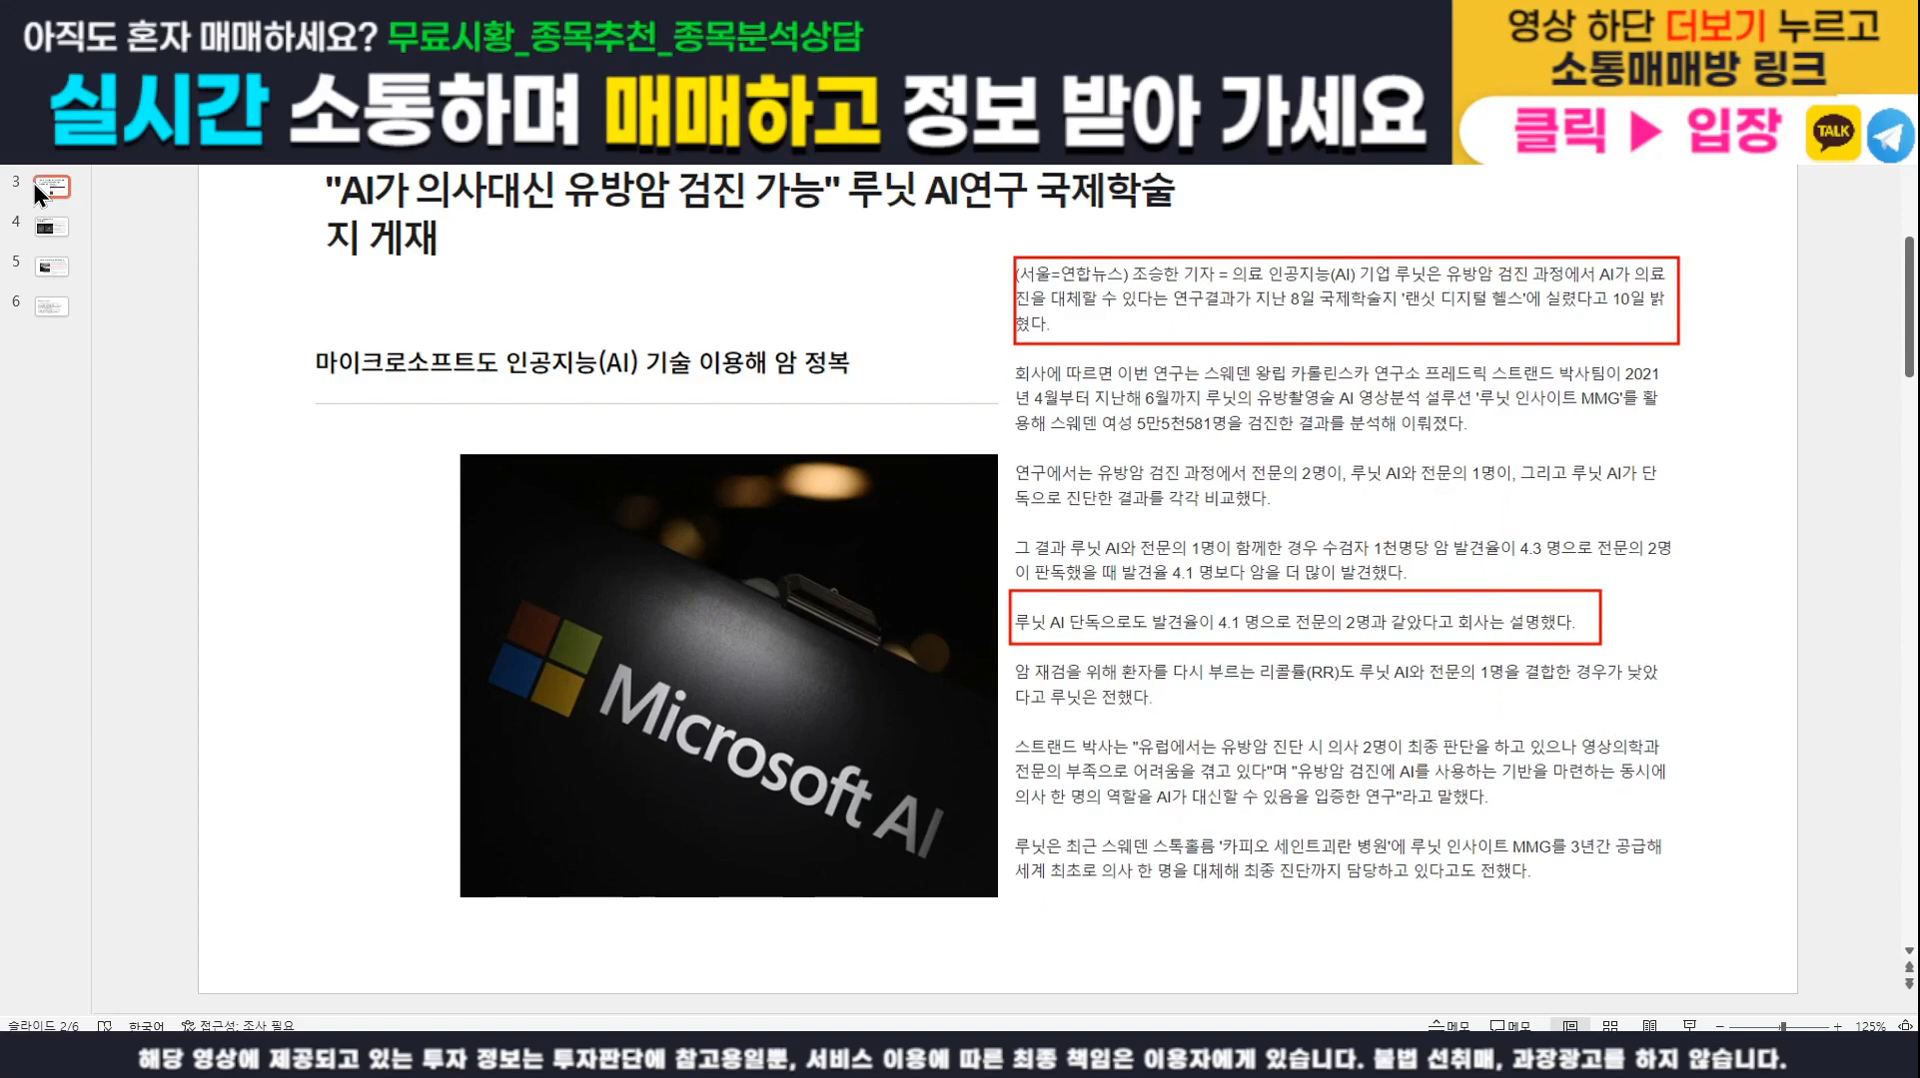 아직도 혼자 매매하세요? 무료시황_종목추천_종목분석상담
실시간 소통하며 매매하고 정보 받아 가세요
영상 하단 더보기 누르고
소통매매방 링크
클릭 ▶ 입장
TALK
3
4
5
6
"AI가 의사대신 유방암 검진 가능" 루닛 AI연구 국제학술
지 게재
마이크로소프트도 인공지능(AI) 기술 이용해 암 정복
Microsoft AI
(서울=연합뉴스) 조승한 기자 = 의료 인공지능(AI) 기업 루닛은 유방암 검진 과정에서 AI가 의료
진을 대체할 수 있다는 연구결과가 지난 8일 국제학술지 '랜싯 디지털 헬스'에 실렸다고 10일 밝
혔다.
회사에 따르면 이번 연구는 스웨덴 왕립 카롤린스카 연구소 프레드릭 스트랜드 박사팀이 2021
년 4월부터 지난해 6월까지 루닛의 유방촬영술 AI 영상분석 설루션 '루닛 인사이트 MMG'를 활
용해 스웨덴 여성 5만5천581명을 검진한 결과를 분석해 이뤄졌다.
연구에서는 유방암 검진 과정에서 전문의 2명이, 루닛 AI와 전문의 1명이, 그리고 루닛 AI가 단
독으로 진단한 결과를 각각 비교했다.
그 결과 루닛 AI와 전문의 1명이 함께한 경우 수검자 1천명당 암 발견율이 4.3 명으로 전문의 2명
이 판독했을 때 발견율 4.1 명보다 암을 더 많이 발견했다.
루닛 AI 단독으로도 발견율이 4.1 명으로 전문의 2명과 같았다고 회사는 설명했다.
암 재검을 위해 환자를 다시 부르는 리콜률(RR)도 루닛 AI와 전문의 1명을 결합한 경우가 낮았
다고 루닛은 전했다.
스트랜드 박사는 "유럽에서는 유방암 진단 시 의사 2명이 최종 판단을 하고 있으나 영상의학과
전문의 부족으로 어려움을 겪고 있다"며 "유방암 검진에 AI를 사용하는 기반을 마련하는 동시에
의사 한 명의 역할을 AI가 대신할 수 있음을 입증한 연구"라고 말했다.
루닛은 최근 스웨덴 스톡홀름 '카피오 세인트괴란 병원'에 루닛 인사이트 MMG를 3년간 공급해
세계 최초로 의사 한 명을 대체해 최종 진단까지 담당하고 있다고도 전했다.
슬라이드 2/6 한국어 접근성: 조사 필요 메모 메모 125%
해당 영상에 제공되고 있는 투자 정보는 투자판단에 참고용일뿐, 서비스 이용에 따른 최종 책임은 이용자에게 있습니다. 불법 선취매, 과장광고를 하지 않습니다.